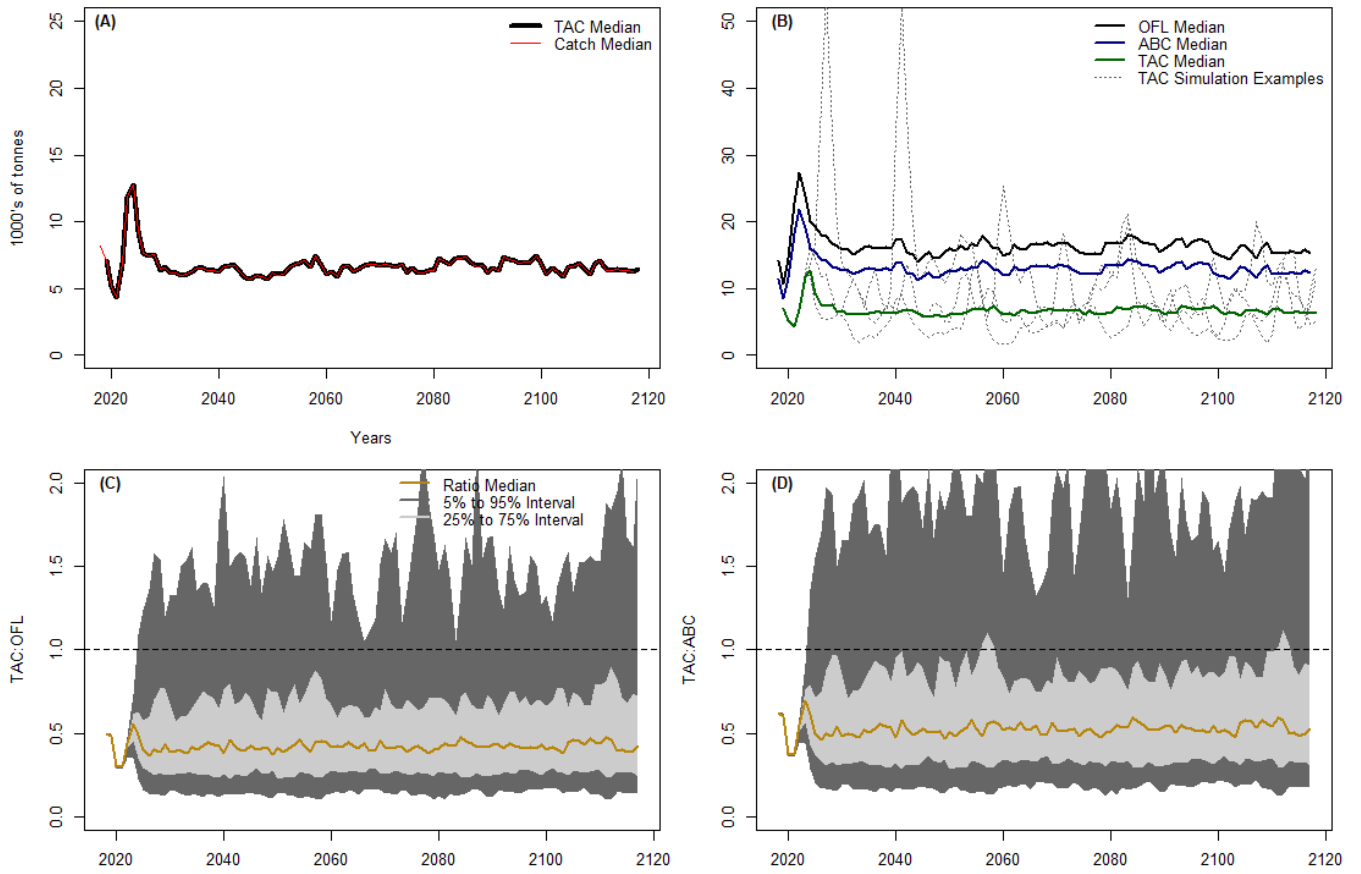 (A)
TAC Median
Catch Median
1000's of tonnes
25
20
15
10
5
0
2020 2040 2060 2080 2100 2120
Years
(B)
OFL Median
ABC Median
TAC Median
TAC Simulation Examples
50
40
30
20
10
0
2020 2040 2060 2080 2100 2120
(C)
Ratio Median
5% to 95% Interval
25% to 75% Interval
TAC:OFL
2.0
1.5
1.0
0.5
0.0
2020 2040 2060 2080 2100 2120
(D)
TAC:ABC
2.0
1.5
1.0
0.5
0.0
2020 2040 2060 2080 2100 2120